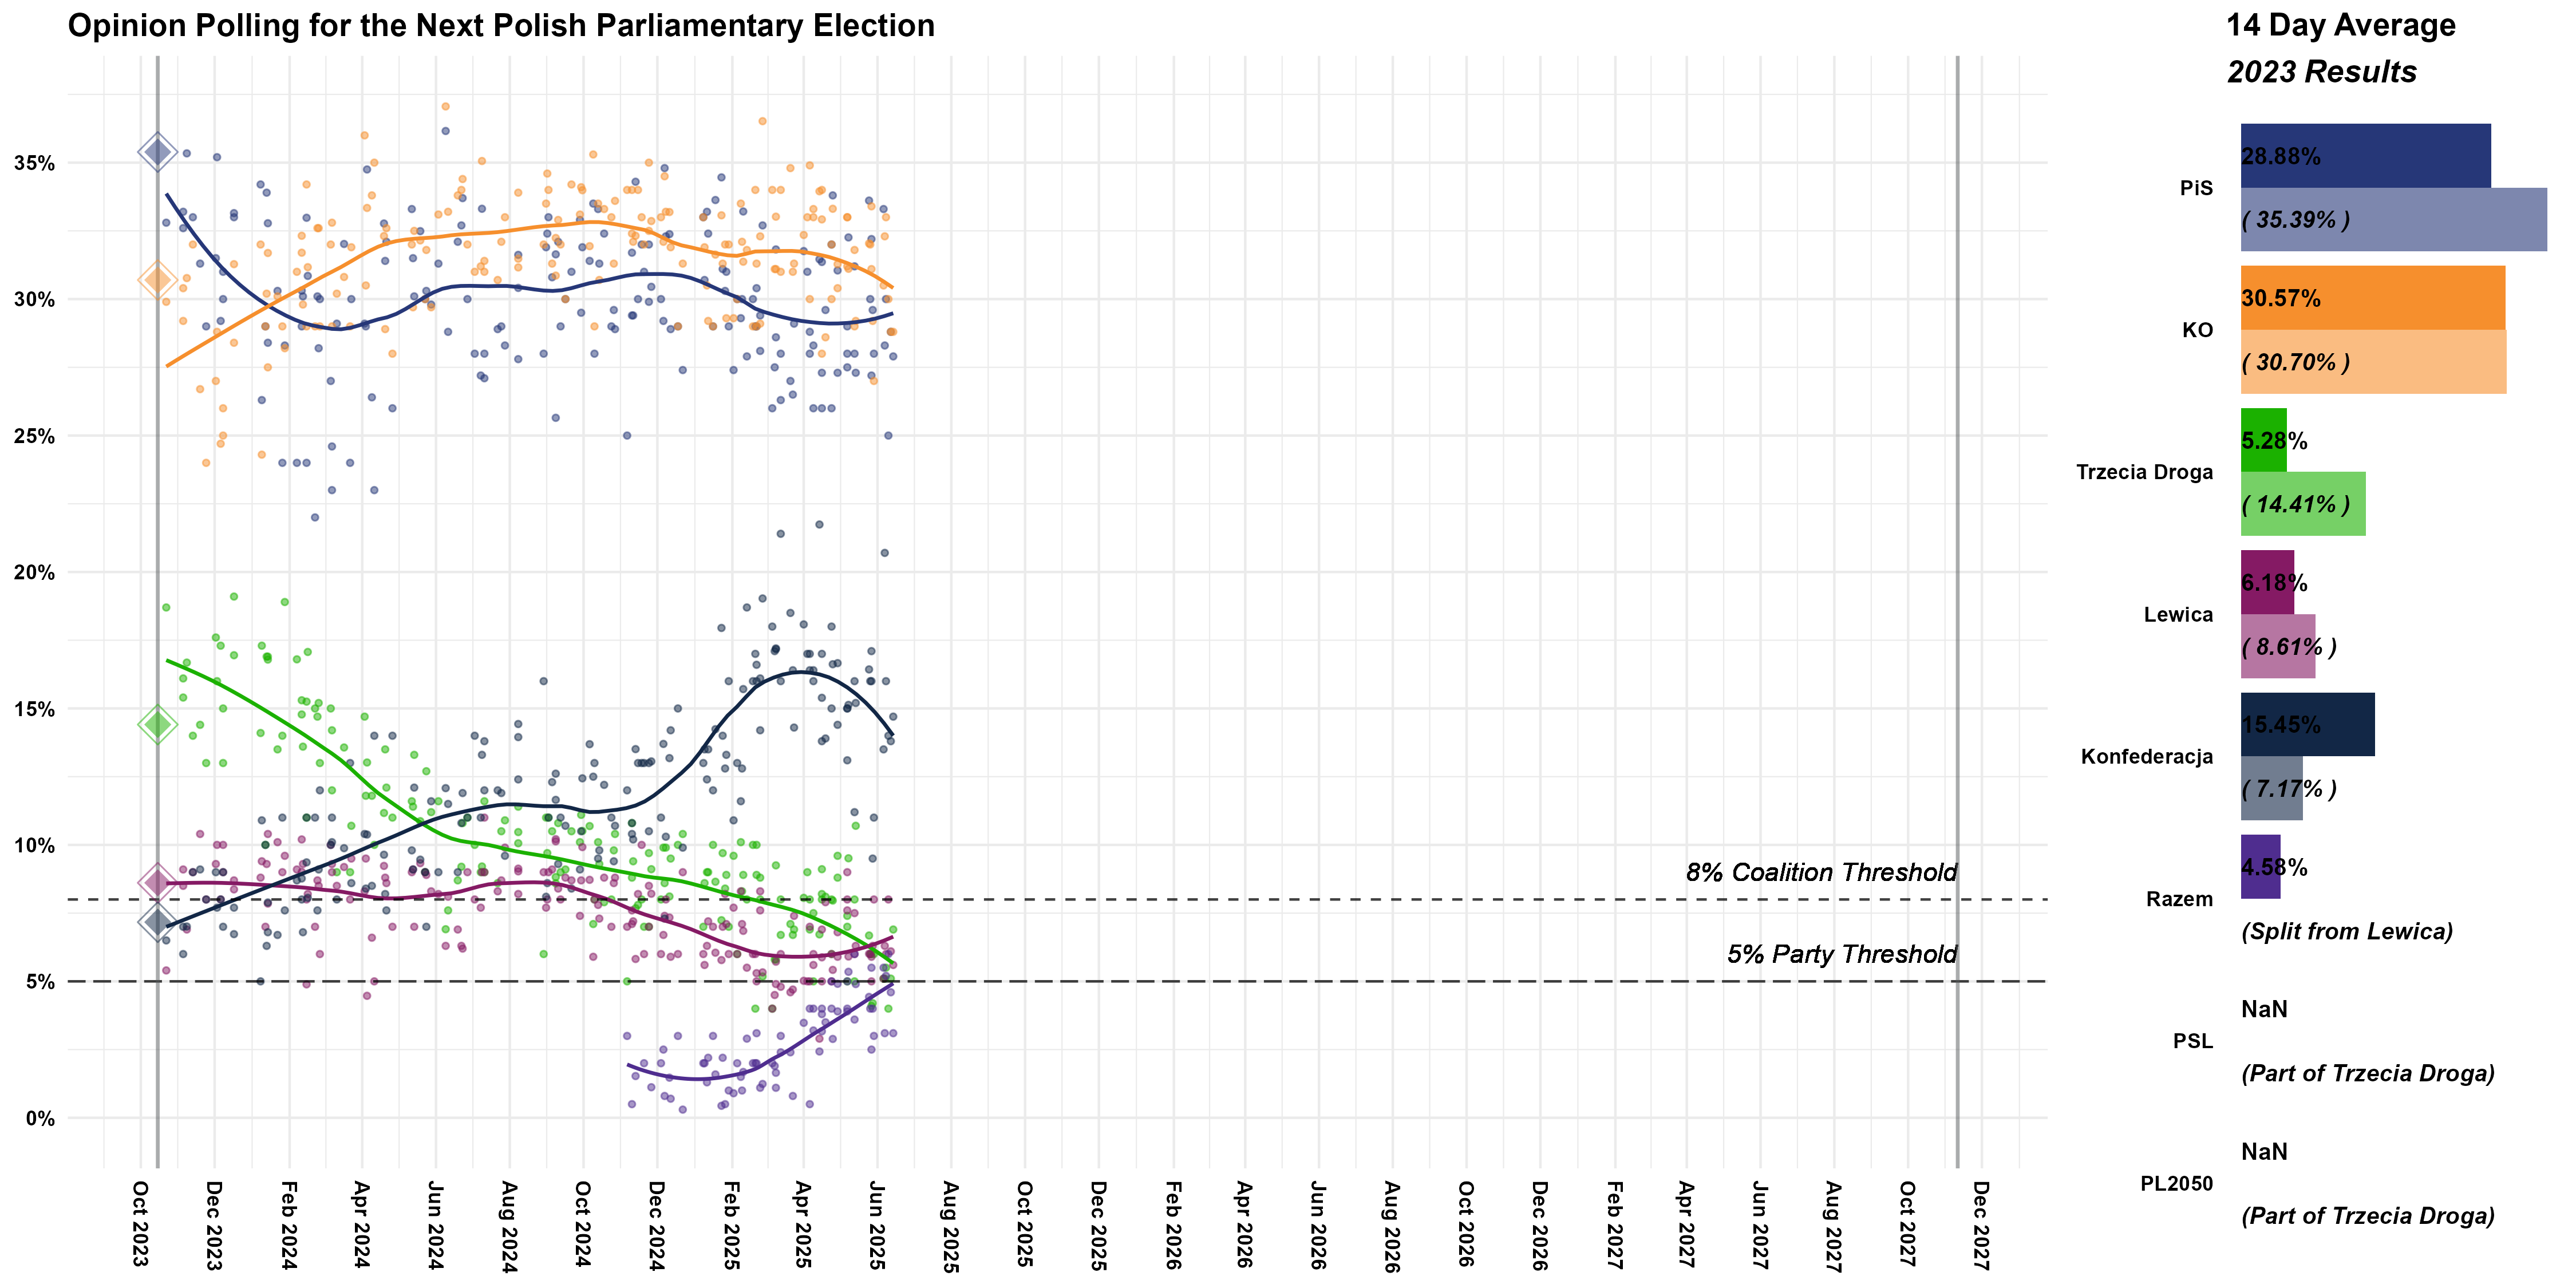 Opinion Polling for the Next Polish Parliamentary Election
35%
30%
25%
20%
15%
10%
5%
0%
8% Coalition Threshold
5% Party Threshold
Oct 2023
Dec 2023
Feb 2024
Apr 2024
Jun 2024
Aug 2024
Oct 2024
Dec 2024
Feb 2025
Apr 2025
Jun 2025
Aug 2025
Oct 2025
Dec 2025
Feb 2026
Apr 2026
Jun 2026
Aug 2026
Oct 2026
Dec 2026
Feb 2027
Apr 2027
Jun 2027
Aug 2027
Oct 2027
Dec 2027
14 Day Average
2023 Results
PiS
28.88%
( 35.39% )
KO
30.57%
( 30.70% )
Trzecia Droga
5.28%
( 14.41% )
Lewica
6.18%
( 8.61% )
Konfederacja
15.45%
( 7.17% )
Razem
4.58%
(Split from Lewica)
PSL
NaN
(Part of Trzecia Droga)
PL2050
NaN
(Part of Trzecia Droga)